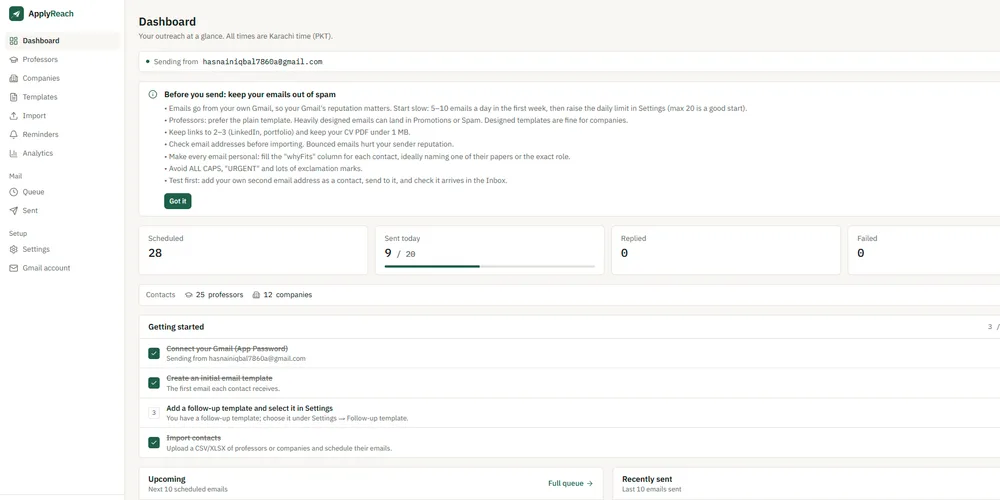 ApplyReach
Dashboard
Professors
Companies
Templates
Import
Reminders
Analytics
Mail
Queue
Sent
Setup
Settings
Gmail account
Dashboard
Your outreach at a glance. All times are Karachi time (PKT).
Sending from hasnainiqbal7860a@gmail.com
Before you send: keep your emails out of spam
• Emails go from your own Gmail, so your Gmail's reputation matters. Start slow: 5–10 emails a day in the first week, then raise the daily limit in Settings (max 20 is a good start).
• Professors: prefer the plain template. Heavily designed emails can land in Promotions or Spam. Designed templates are fine for companies.
• Keep links to 2–3 (LinkedIn, portfolio) and keep your CV PDF under 1 MB.
• Check email addresses before importing. Bounced emails hurt your sender reputation.
• Make every email personal: fill the "whyFits" column for each contact, ideally naming one of their papers or the exact role.
• Avoid ALL CAPS, "URGENT" and lots of exclamation marks.
• Test first: add your own second email address as a contact, send to it, and check it arrives in the Inbox.
Got it
Scheduled
28
Sent today
9 / 20
Replied
0
Failed
0
Contacts 25 professors 12 companies
Getting started 3 /
Connect your Gmail (App Password)
Sending from hasnainiqbal7860a@gmail.com
Create an initial email template
The first email each contact receives.
3 Add a follow-up template and select it in Settings
You have a follow-up template; choose it under Settings → Follow-up template.
Import contacts
Upload a CSV/XLSX of professors or companies and schedule their emails.
Upcoming
Next 10 scheduled emails
Full queue →
Recently sent
Last 10 emails sent